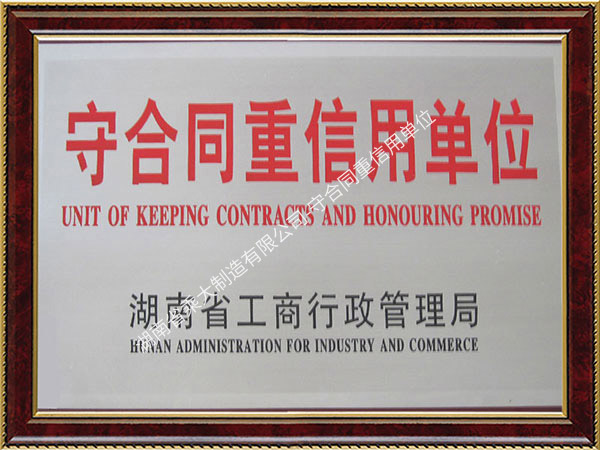 守合同重信用单位
UNIT OF KEEPING CONTRACTS AND HONOURING PROMISE
湖南省工商行政管理局
HUNAN ADMINISTRATION FOR INDUSTRY AND COMMERCE
制造有限公司-守合同重信用单位